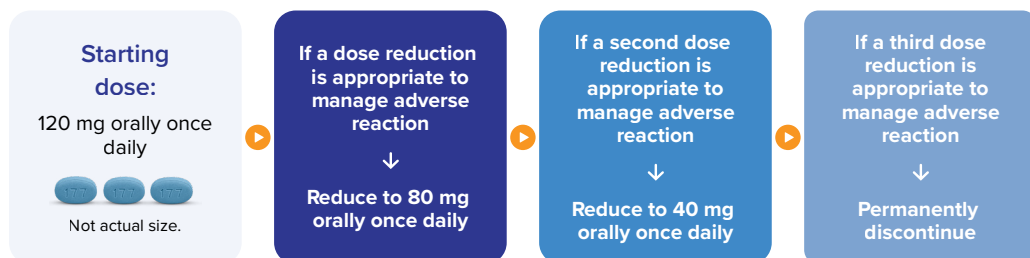 Starting
dose:
120 mg orally once
daily
177 177 177
Not actual size.
If a dose reduction
is appropriate to
manage adverse
reaction
↓
Reduce to 80 mg
orally once daily
If a second dose
reduction is
appropriate to
manage adverse
reaction
↓
Reduce to 40 mg
orally once daily
If a third dose
reduction is
appropriate to
manage adverse
reaction
↓
Permanently
discontinue